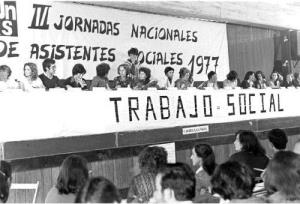 III JORNADAS NACIONALES
DE ASISTENTES SOCIALES 1977
TRABAJO - SOCIAL